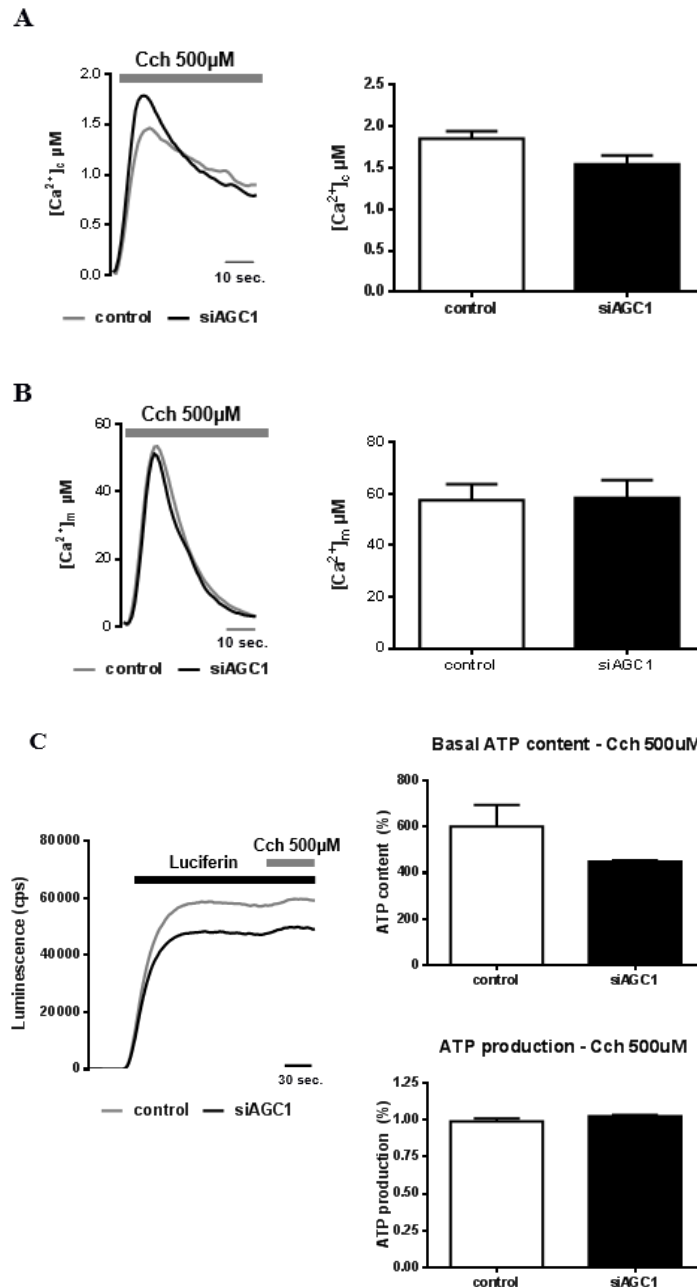 A
Cch 500µM
2.0
1.5
1.0
0.5
0.0
[Ca²⁺]c µM
10 sec.
control siAGC1
2.5
2.0
1.5
1.0
0.5
0.0
[Ca²⁺]c µM
control siAGC1
B
Cch 500µM
60
40
20
0
[Ca²⁺]m µM
10 sec.
control siAGC1
80
60
40
20
0
[Ca²⁺]m µM
control siAGC1
C
80000
60000
40000
20000
0
Luminescence (cps)
Cch 500µM
Luciferin
30 sec.
control siAGC1
Basal ATP content - Cch 500uM
800
600
400
200
0
ATP content (%)
control siAGC1
ATP production - Cch 500uM
1.25
1.00
0.75
0.50
0.25
0.00
ATP production (%)
control siAGC1